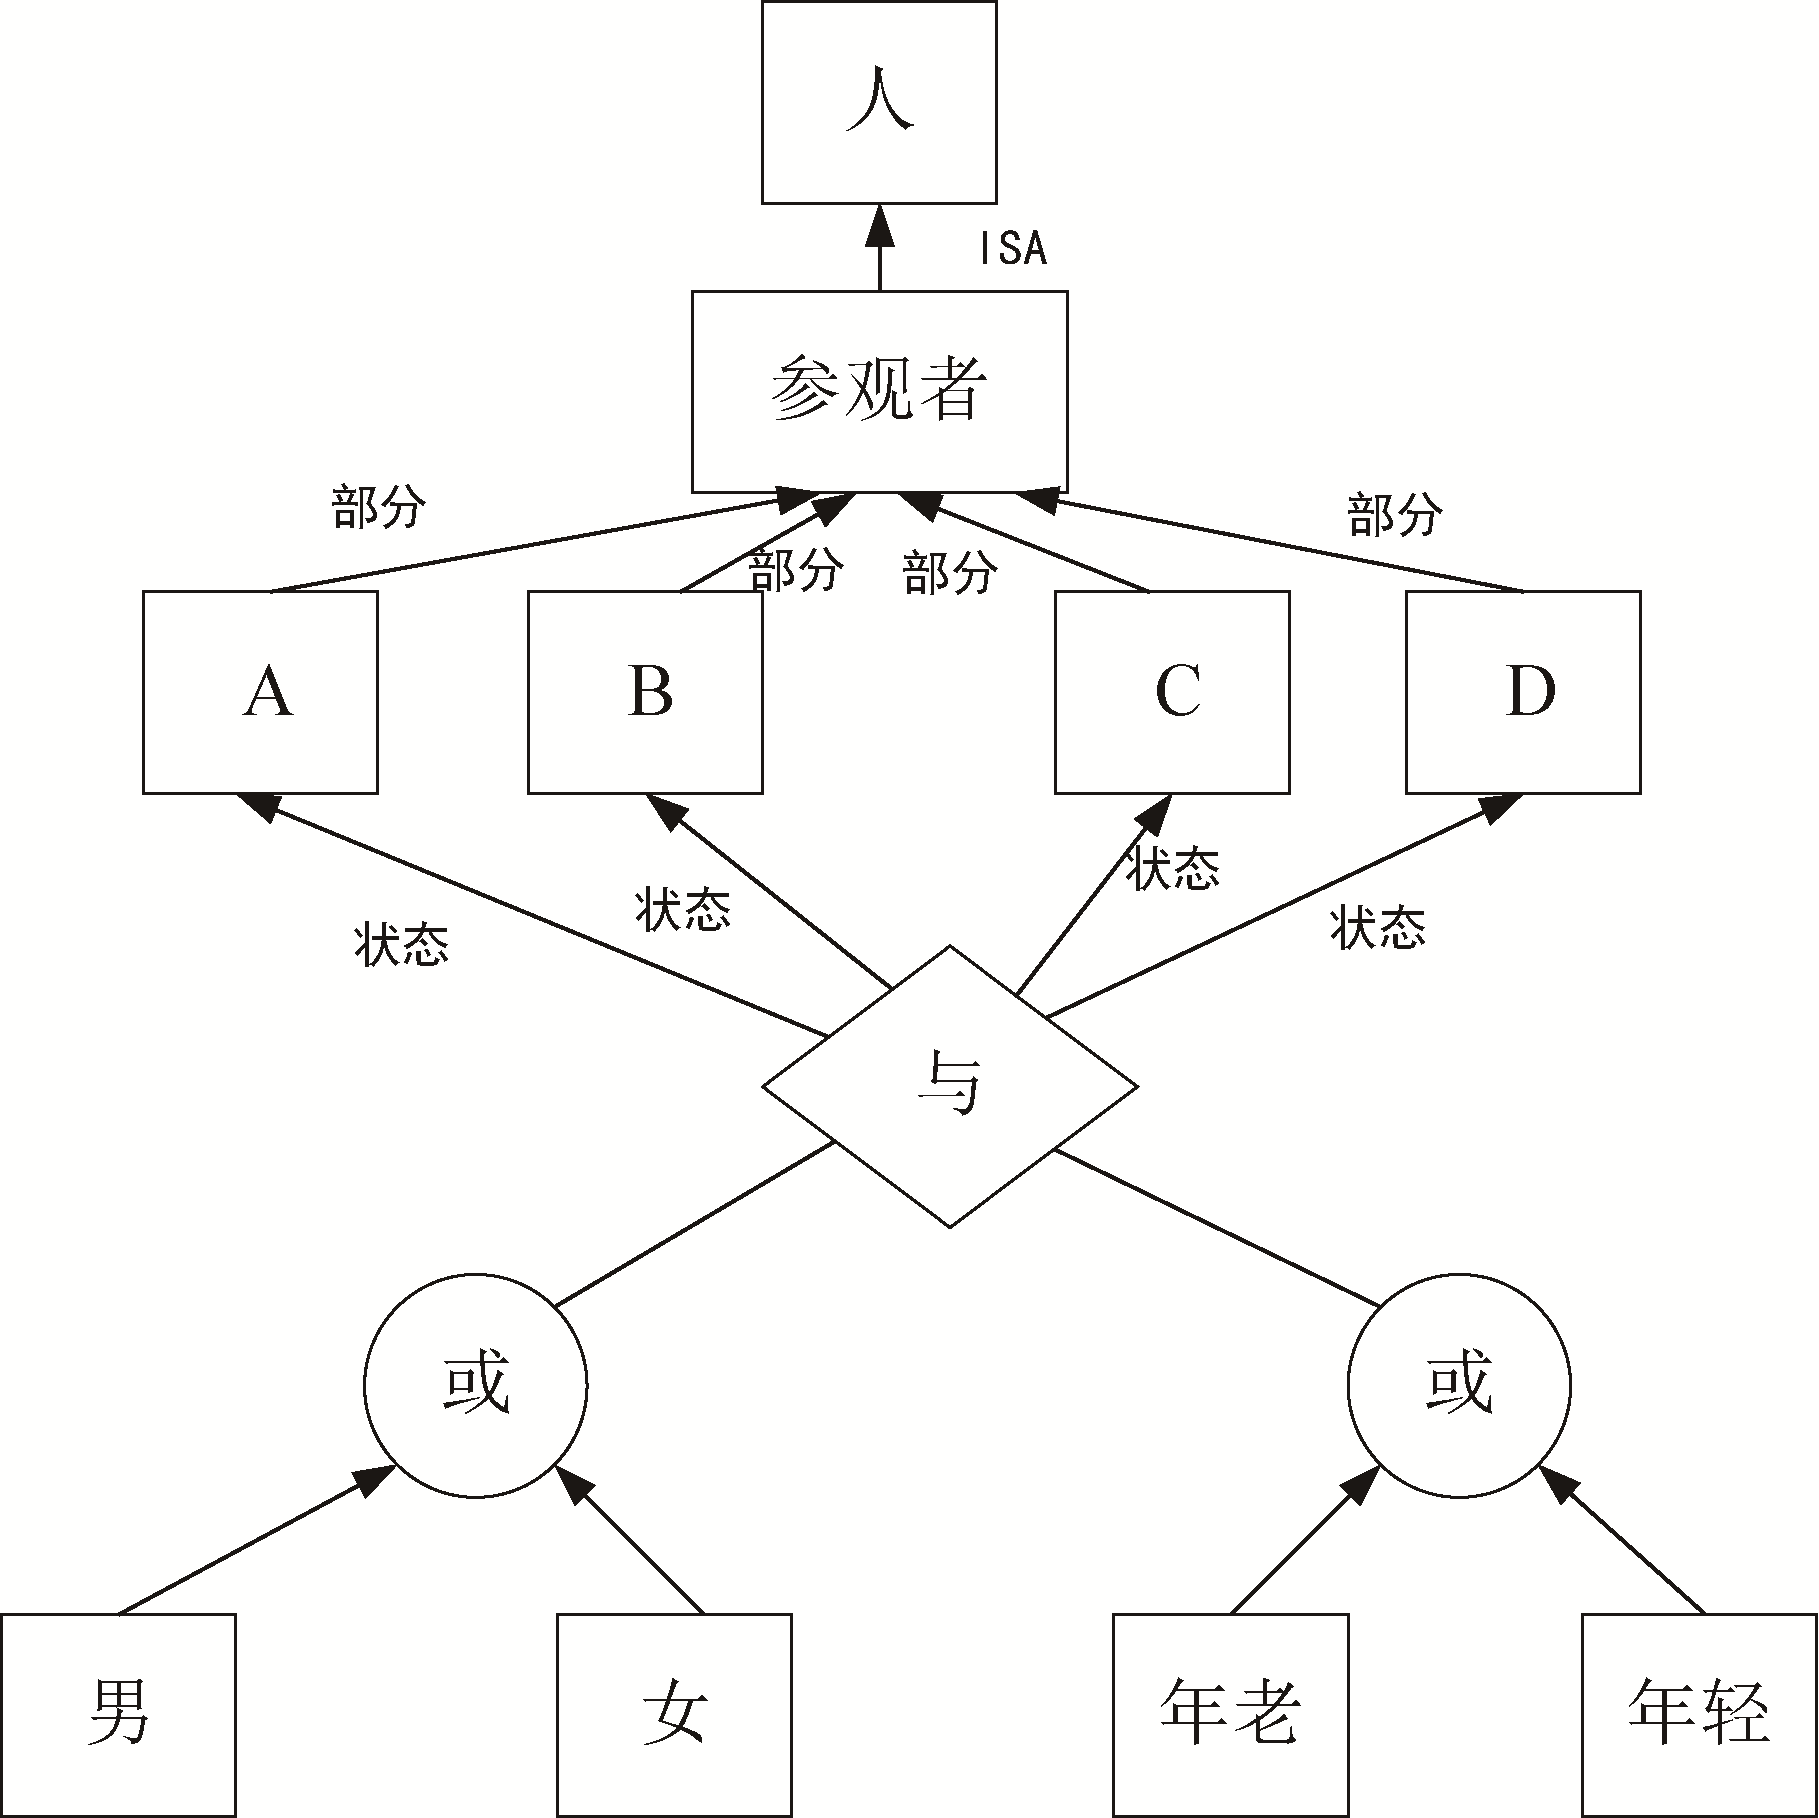 人
ISA
参观者
部分
部分
部分
部分
A
B
C
D
状态
状态
状态
状态
与
或
或
男
女
年老
年轻